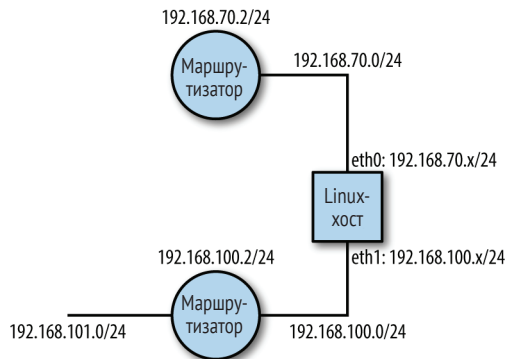 192.168.70.2/24
Маршру-
тизатор
192.168.70.0/24
eth0: 192.168.70.x/24
Linux-
хост
eth1: 192.168.100.x/24
192.168.100.2/24
Маршру-
тизатор
192.168.101.0/24
192.168.100.0/24